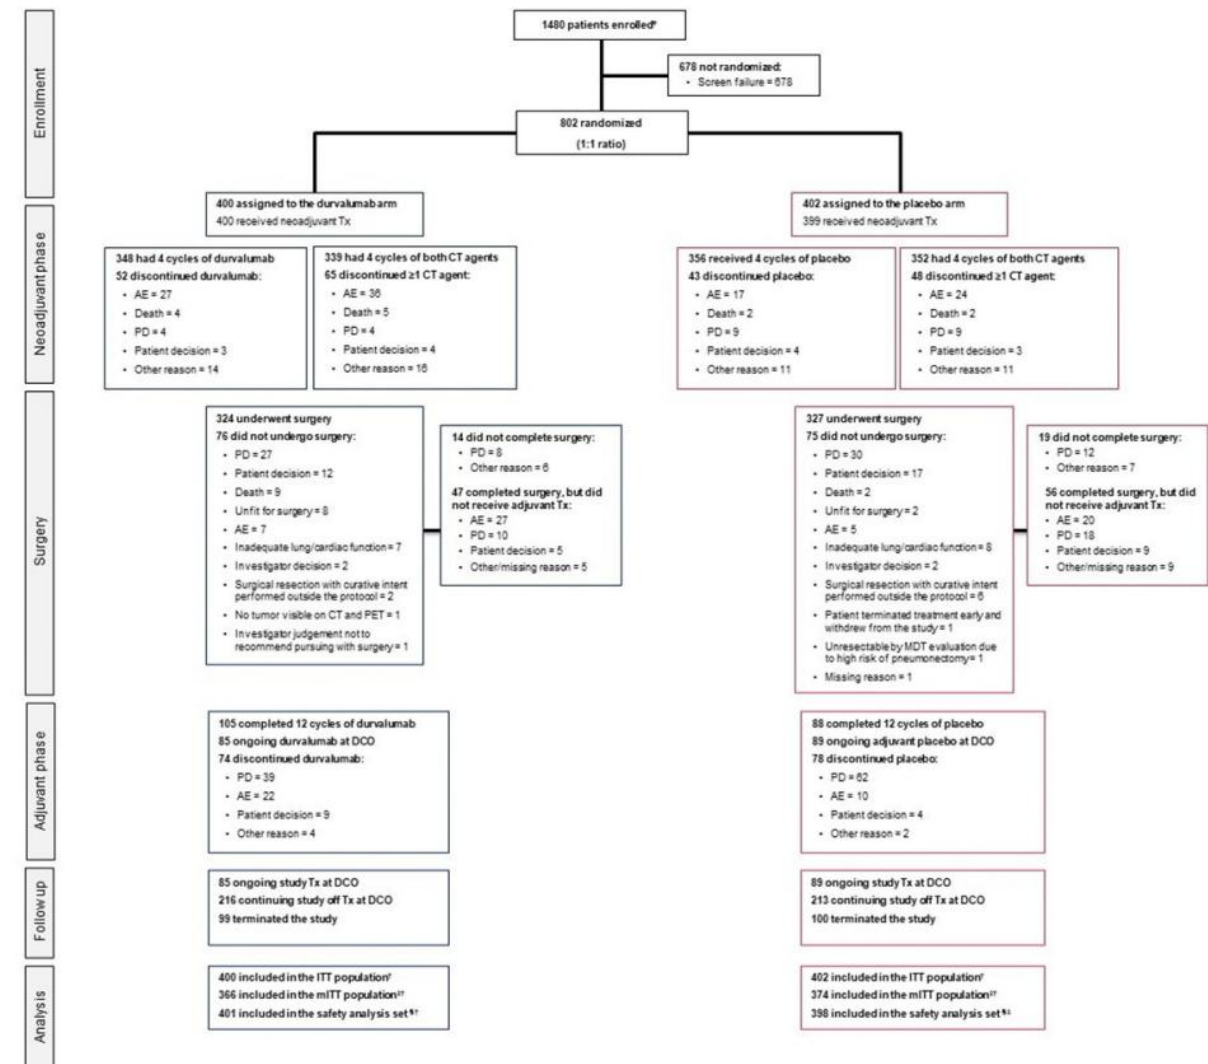 1480 patients enrolled*
678 not randomized:
• Screen failure = 678
Enrollment
802 randomized
(1:1 ratio)
400 assigned to the durvalumab arm
400 received neoadjuvant Tx
402 assigned to the placebo arm
399 received neoadjuvant Tx
Neoadjuvant phase
348 had 4 cycles of durvalumab
52 discontinued durvalumab:
• AE = 27
• Death = 4
• PD = 4
• Patient decision = 3
• Other reason = 14
339 had 4 cycles of both CT agents
65 discontinued ≥1 CT agent:
• AE = 36
• Death = 5
• PD = 4
• Patient decision = 4
• Other reason = 16
356 received 4 cycles of placebo
43 discontinued placebo:
• AE = 17
• Death = 2
• PD = 9
• Patient decision = 4
• Other reason = 11
352 had 4 cycles of both CT agents
48 discontinued ≥1 CT agent:
• AE = 24
• Death = 2
• PD = 9
• Patient decision = 3
• Other reason = 11
Surgery
324 underwent surgery
76 did not undergo surgery:
• PD = 27
• Patient decision = 12
• Death = 9
• Unfit for surgery = 8
• AE = 7
• Inadequate lung/cardiac function = 7
• Investigator decision = 2
• Surgical resection with curative intent
performed outside the protocol = 2
• No tumor visible on CT and PET = 1
• Investigator judgement not to
recommend pursuing with surgery = 1
14 did not complete surgery:
• PD = 8
• Other reason = 6
47 completed surgery, but did
not receive adjuvant Tx:
• AE = 27
• PD = 10
• Patient decision = 5
• Other/missing reason = 5
327 underwent surgery
75 did not undergo surgery:
• PD = 30
• Patient decision = 17
• Death = 2
• Unfit for surgery = 2
• AE = 5
• Inadequate lung/cardiac function = 8
• Investigator decision = 2
• Surgical resection with curative intent
performed outside the protocol = 6
• Patient terminated treatment early and
withdrew from the study = 1
• Unresectable by MDT evaluation due
to high risk of pneumonectomy = 1
• Missing reason = 1
19 did not complete surgery:
• PD = 12
• Other reason = 7
56 completed surgery, but did
not receive adjuvant Tx:
• AE = 20
• PD = 18
• Patient decision = 9
• Other/missing reason = 9
Adjuvant phase
105 completed 12 cycles of durvalumab
85 ongoing durvalumab at DCO
74 discontinued durvalumab:
• PD = 39
• AE = 22
• Patient decision = 9
• Other reason = 4
88 completed 12 cycles of placebo
89 ongoing adjuvant placebo at DCO
78 discontinued placebo:
• PD = 62
• AE = 10
• Patient decision = 4
• Other reason = 2
Follow up
85 ongoing study Tx at DCO
216 continuing study off Tx at DCO
99 terminated the study
89 ongoing study Tx at DCO
213 continuing study off Tx at DCO
100 terminated the study
Analysis
400 included in the ITT population
366 included in the mITT population
401 included in the safety analysis set
402 included in the ITT population
374 included in the mITT population
398 included in the safety analysis set